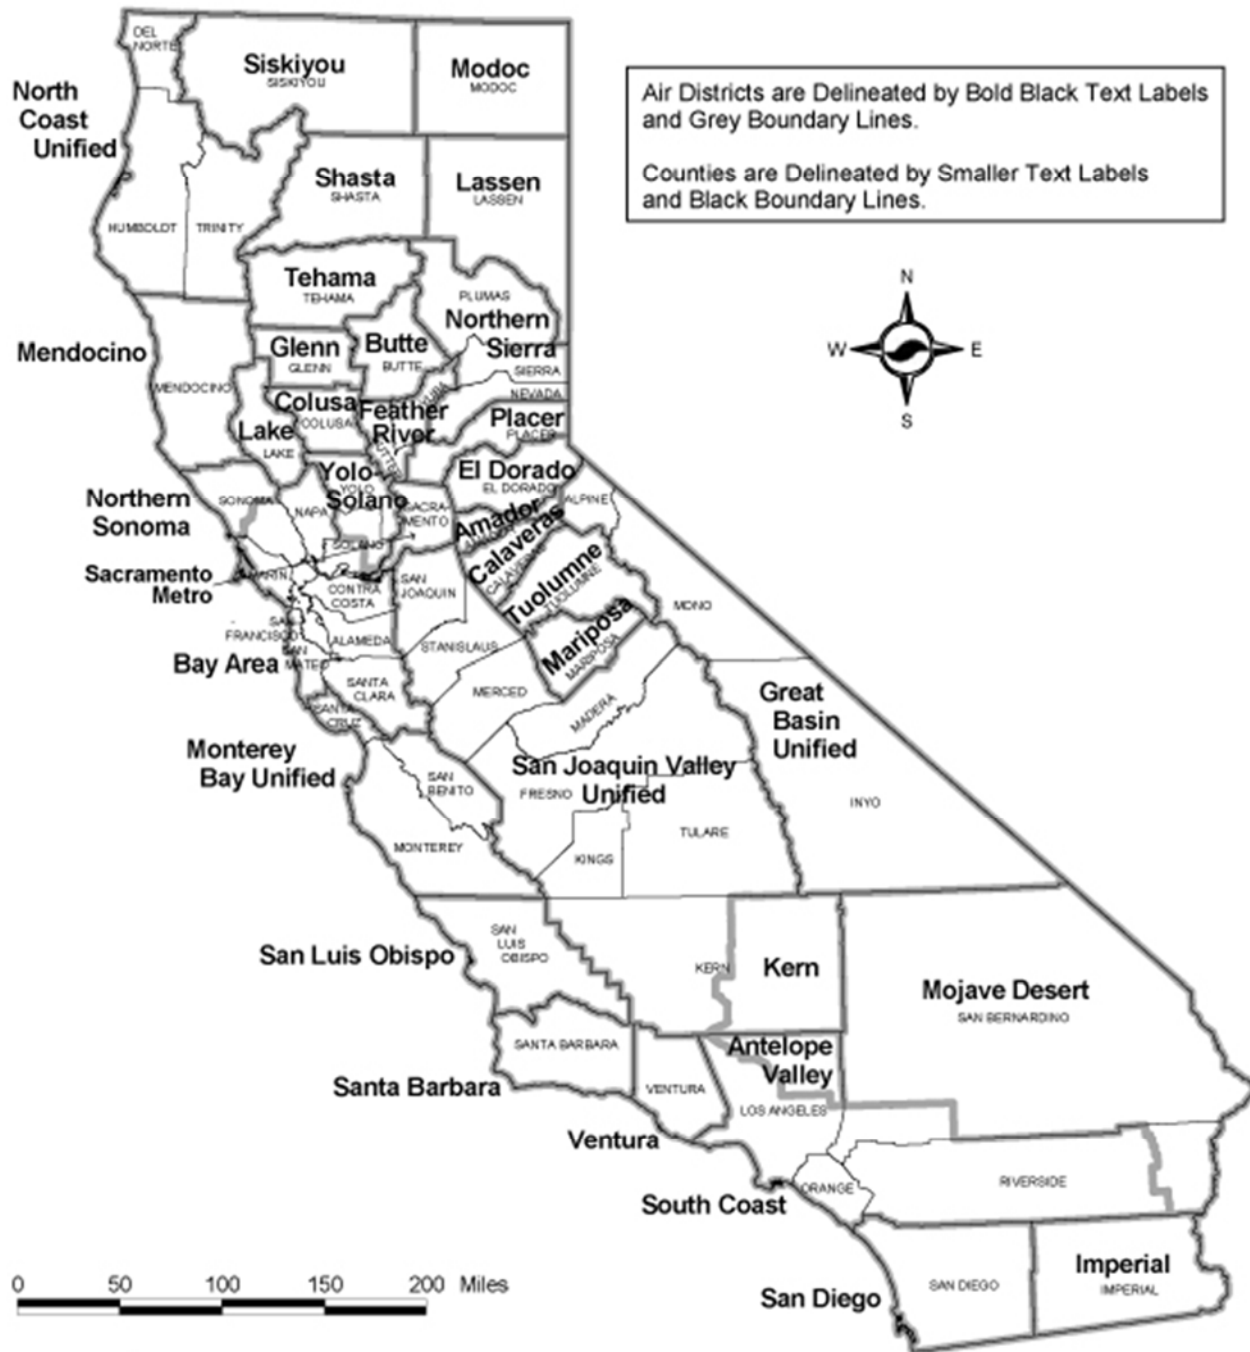 DEL
NORTE
Siskiyou
SISKIYOU
Modoc
MODOC
North
Coast
Unified
Air Districts are Delineated by Bold Black Text Labels
and Grey Boundary Lines.
Counties are Delineated by Smaller Text Labels
and Black Boundary Lines.
Shasta
SHASTA
Lassen
LASSEN
HUMBOLDT
TRINITY
Tehama
TEHAMA
PLUMAS
Northern
Sierra
SIERRA
N
W
E
S
Mendocino
MENDOCINO
Glenn
GLENN
Butte
BUTTE
NEVADA
YUBA
Colusa
COLUSA
Feather
River
SUTTER
Placer
PLACER
Lake
LAKE
Yolo
YOLO
Solano
SOLANO
El Dorado
EL DORADO
ALPINE
Northern
Sonoma
SONOMA
NAPA
SACRA-
MENTO
Amador
Calaveras
CALAVERAS
Tuolumne
TUOLUMNE
Sacramento
Metro
MARIN
CONTRA
COSTA
SAN
JOAQUIN
MONO
SAN
FRANCISCO
ALAMEDA
STANISLAUS
Mariposa
MARIPOSA
Bay Area
SAN
MATEO
SANTA
CLARA
MERCED
MADERA
Great
Basin
Unified
SANTA
CRUZ
Monterey
Bay Unified
SAN
BENITO
San Joaquin Valley
Unified
FRESNO
INYO
MONTEREY
KINGS
TULARE
San Luis Obispo
SAN
LUIS
OBISPO
KERN
Kern
Mojave Desert
SAN BERNARDINO
SANTA BARBARA
Santa Barbara
Antelope
Valley
VENTURA
LOS ANGELES
Ventura
South Coast
ORANGE
RIVERSIDE
San Diego
SAN DIEGO
Imperial
IMPERIAL
0 50 100 150 200 Miles